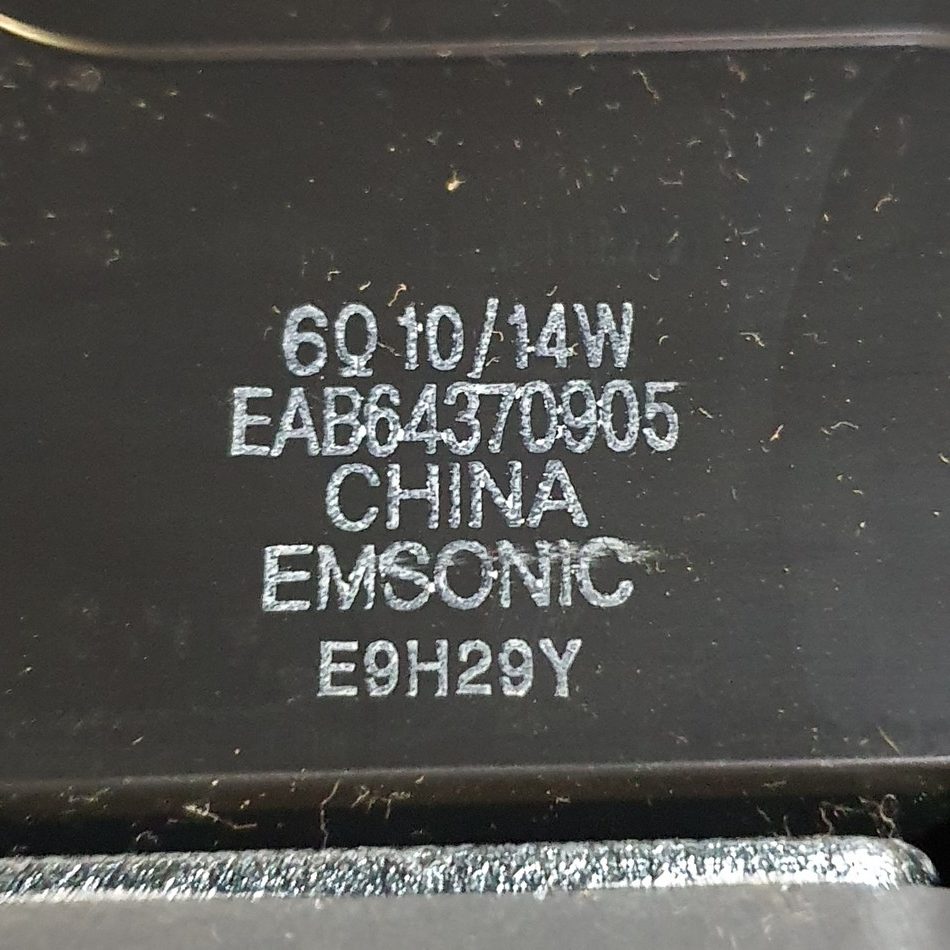 6Ω 10/14W
EAB64370905
CHINA
EMSONIC
E9H29Y